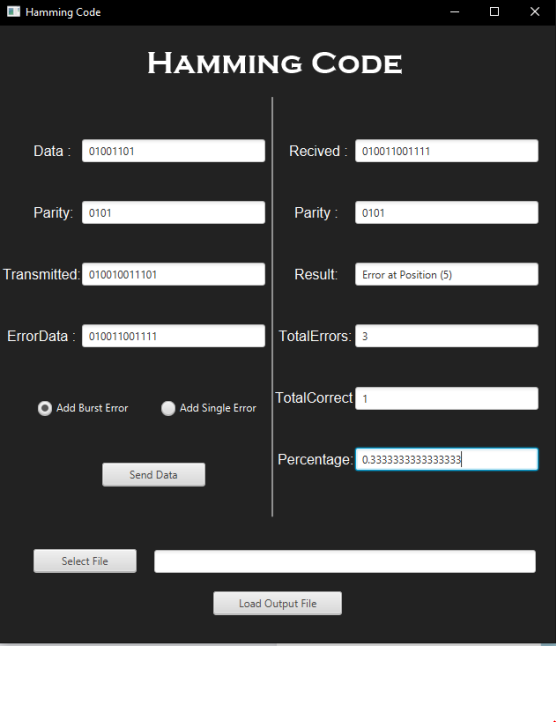 Hamming Code
Hamming Code
Data : 01001101
Parity: 0101
Transmitted: 010010011101
ErrorData : 010011001111
Add Burst Error Add Single Error
Send Data
Recived : 010011001111
Parity : 0101
Result: Error at Position (5)
TotalErrors: 3
TotalCorrect 1
Percentage: 0.3333333333333333
Select File
Load Output File